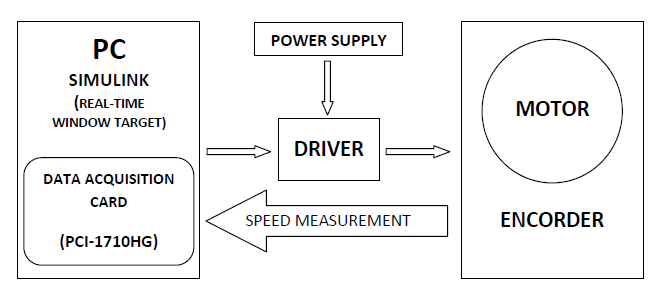 PC
SIMULINK
(REAL-TIME
WINDOW TARGET)
DATA ACQUISITION
CARD
(PCI-1710HG)
POWER SUPPLY
DRIVER
SPEED MEASUREMENT
MOTOR
ENCORDER